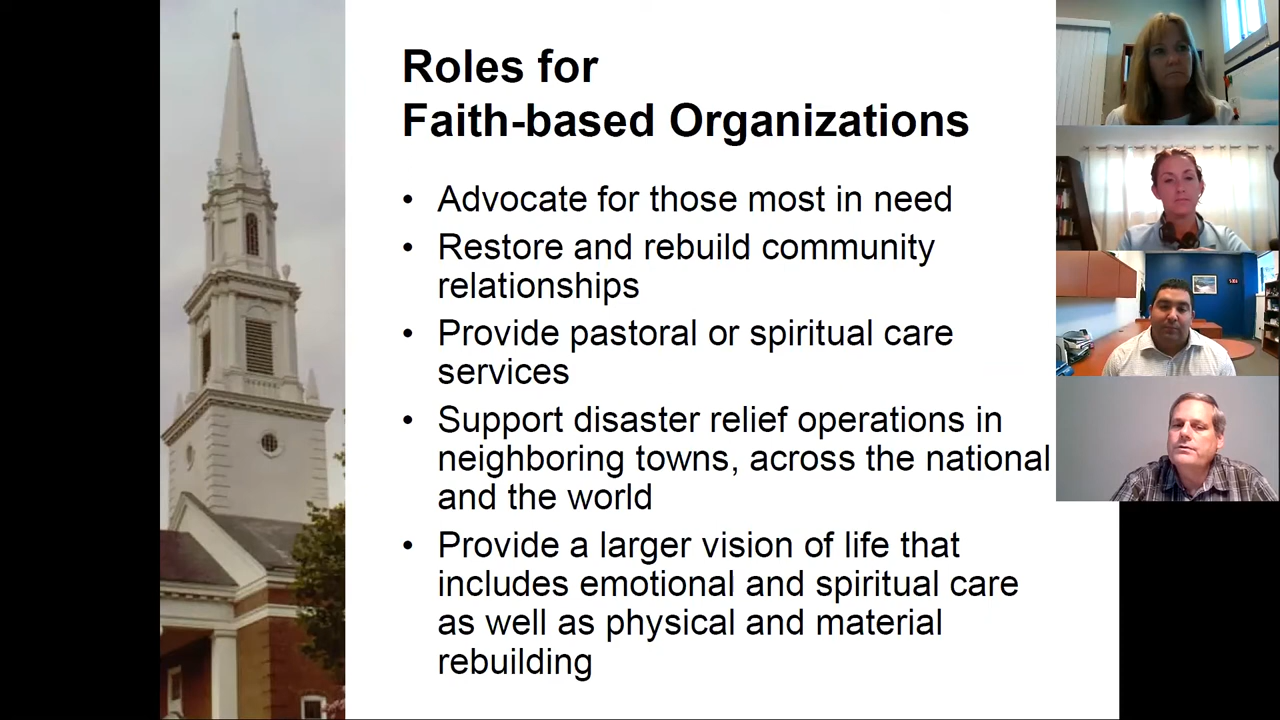 Roles for
Faith-based Organizations
• Advocate for those most in need
• Restore and rebuild community
relationships
• Provide pastoral or spiritual care
services
• Support disaster relief operations in
neighboring towns, across the national
and the world
• Provide a larger vision of life that
includes emotional and spiritual care
as well as physical and material
rebuilding